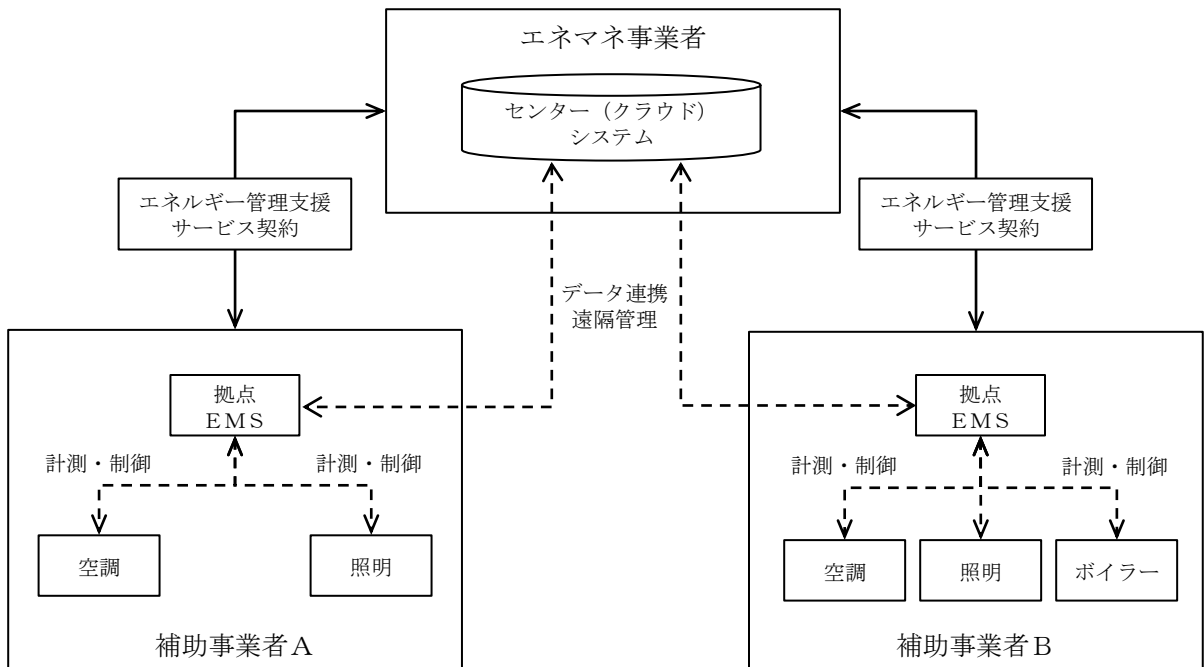 エネマネ事業者
センター(クラウド)
システム
エネルギー管理支援
サービス契約
エネルギー管理支援
サービス契約
データ連携
遠隔管理
拠点
EMS
計測・制御
計測・制御
空調
照明
補助事業者A
拠点
EMS
計測・制御
計測・制御
空調
照明
ボイラー
補助事業者B